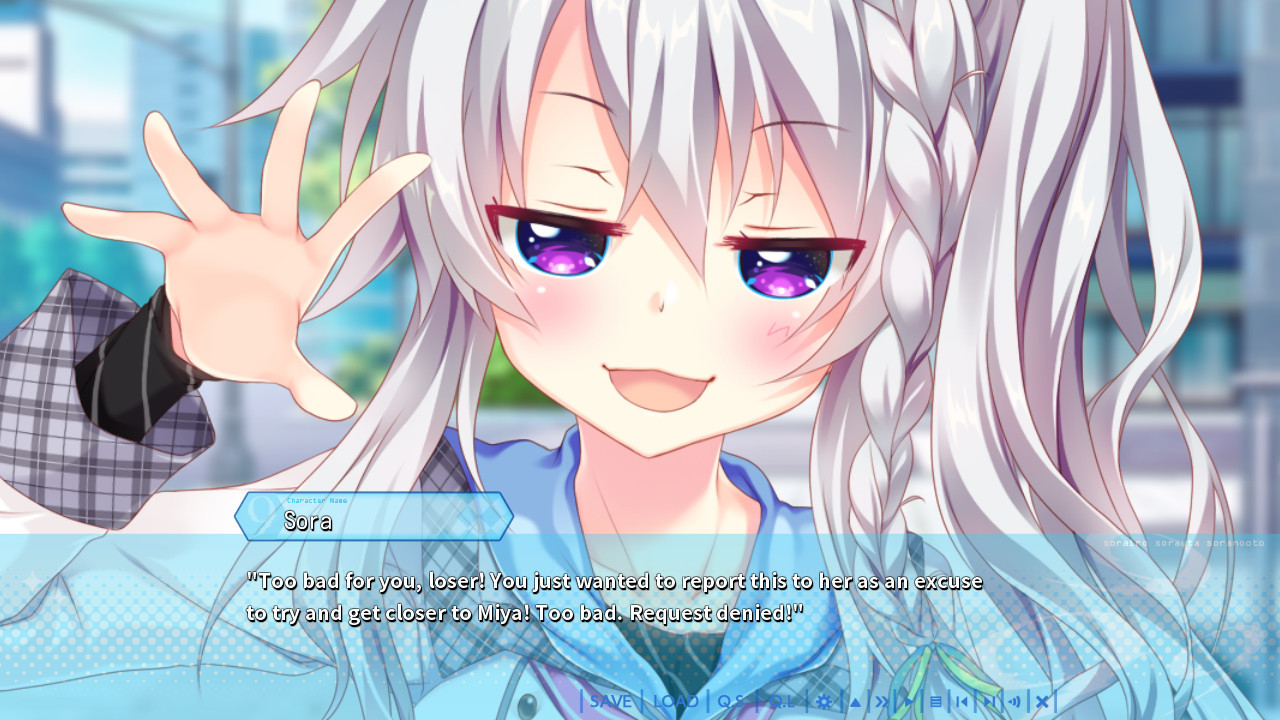 Character Name
Sora
sorairo sorauta soranooto
"Too bad for you, loser! You just wanted to report this to her as an excuse
to try and get closer to Miya! Too bad. Request denied!"
SAVE LOAD Q.S Q.L